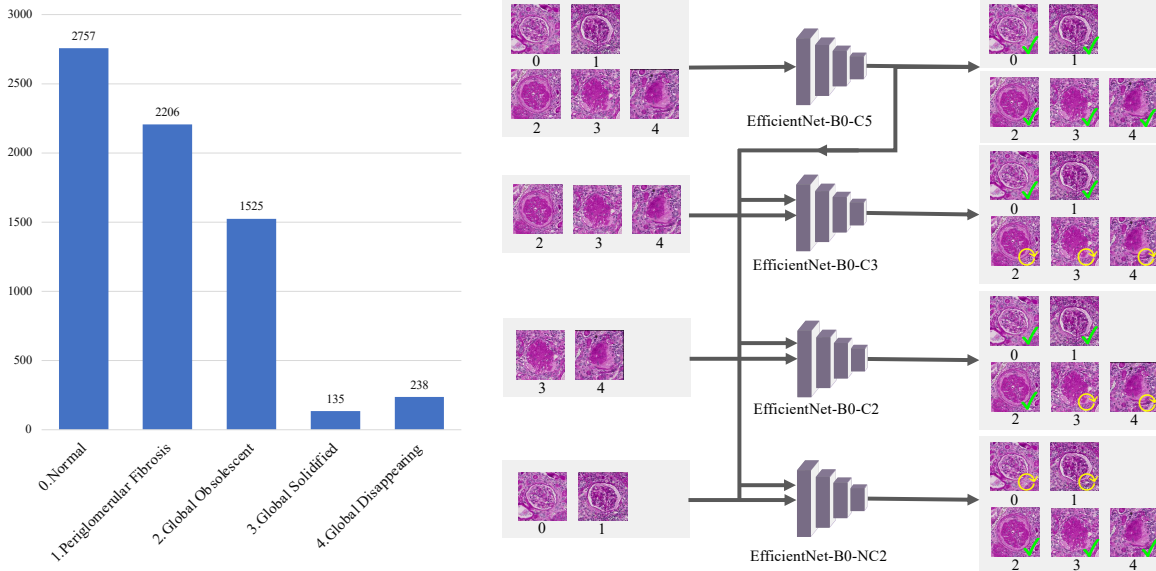 3000
2500
2000
1500
1000
500
0
2757
2206
1525
135
238
0.Normal
1.Periglomerular Fibrosis
2.Global Obsolescent
3.Global Solidified
4.Global Disappearing
0 1
2 3 4
EfficientNet-B0-C5
0 1
2 3 4
2 3 4
EfficientNet-B0-C3
0 1
2 3 4
3 4
EfficientNet-B0-C2
0 1
2 3 4
0 1
EfficientNet-B0-NC2
0 1
2 3 4